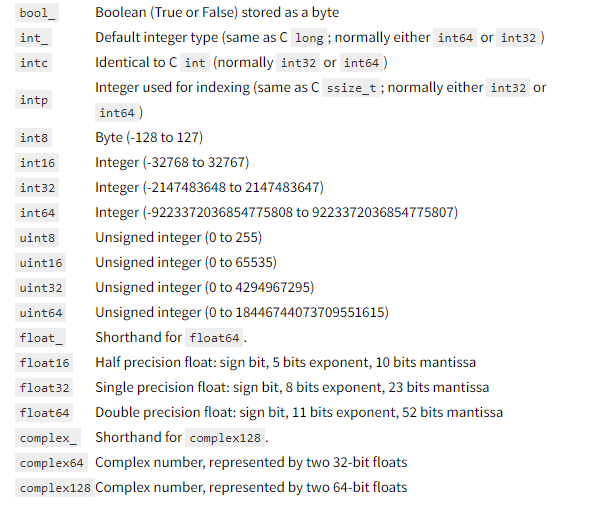 bool_ Boolean (True or False) stored as a byte
int_ Default integer type (same as C long; normally either int64 or int32)
intc Identical to C int (normally int32 or int64)
intp Integer used for indexing (same as C ssize_t; normally either int32 or
int64)
int8 Byte (-128 to 127)
int16 Integer (-32768 to 32767)
int32 Integer (-2147483648 to 2147483647)
int64 Integer (-9223372036854775808 to 9223372036854775807)
uint8 Unsigned integer (0 to 255)
uint16 Unsigned integer (0 to 65535)
uint32 Unsigned integer (0 to 4294967295)
uint64 Unsigned integer (0 to 18446744073709551615)
float_ Shorthand for float64.
float16 Half precision float: sign bit, 5 bits exponent, 10 bits mantissa
float32 Single precision float: sign bit, 8 bits exponent, 23 bits mantissa
float64 Double precision float: sign bit, 11 bits exponent, 52 bits mantissa
complex_ Shorthand for complex128.
complex64 Complex number, represented by two 32-bit floats
complex128 Complex number, represented by two 64-bit floats